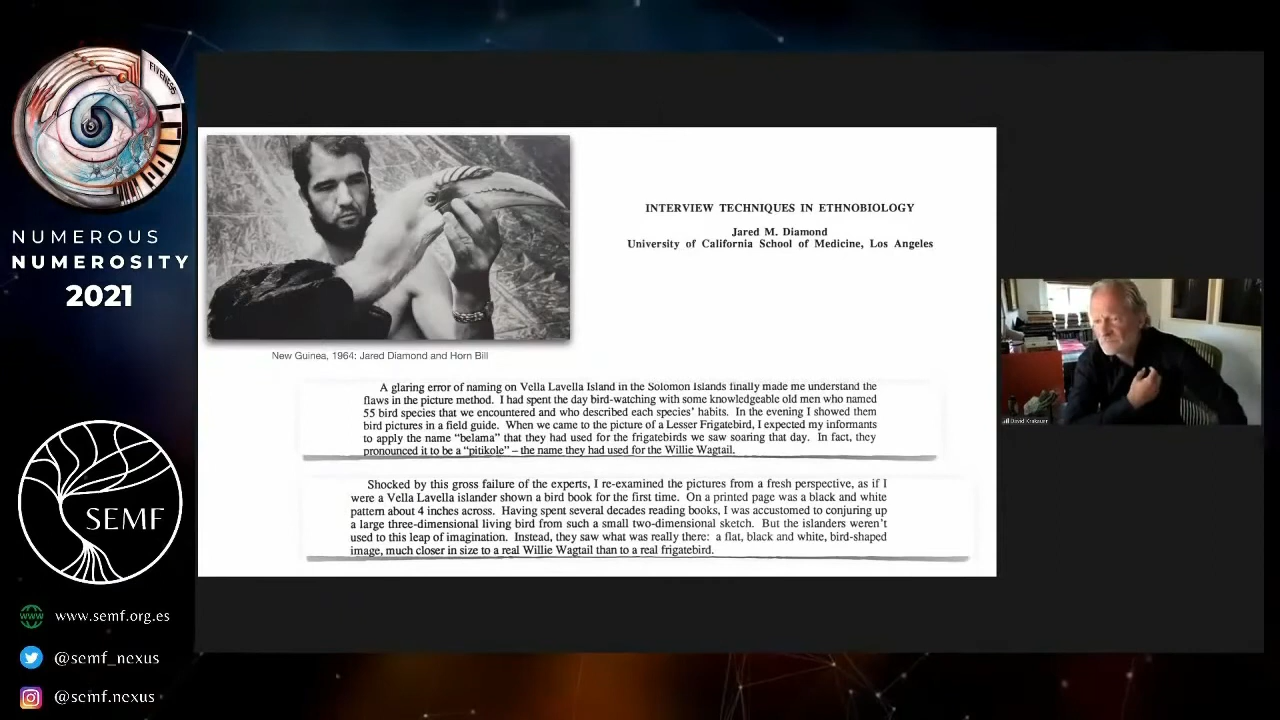 FIVENESS
NUMEROUS
NUMEROSITY
2021
SEMF
www.semf.org.es
@semf_nexus
@semf.nexus
New Guinea, 1964: Jared Diamond and Horn Bill
INTERVIEW TECHNIQUES IN ETHNOBIOLOGY
Jared M. Diamond
University of California School of Medicine, Los Angeles
A glaring error of naming on Vella Lavella Island in the Solomon Islands finally made me understand the
flaws in the picture method. I had spent the day bird-watching with some knowledgeable old men who named
55 bird species that we encountered and who described each species' habits. In the evening I showed them
bird pictures in a field guide. When we came to the picture of a Lesser Frigatebird, I expected my informants
to apply the name "belama" that they had used for the frigatebirds we saw soaring that day. In fact, they
pronounced it to be a "pitikole" – the name they had used for the Willie Wagtail.
Shocked by this gross failure of the experts, I re-examined the pictures from a fresh perspective, as if I
were a Vella Lavella islander shown a bird book for the first time. On a printed page was a black and white
pattern about 4 inches across. Having spent several decades reading books, I was accustomed to conjuring up
a large three-dimensional living bird from such a small two-dimensional sketch. But the islanders weren't
used to this leap of imagination. Instead, they saw what was really there: a flat, black and white, bird-shaped
image, much closer in size to a real Willie Wagtail than to a real frigatebird.
David Krakauer